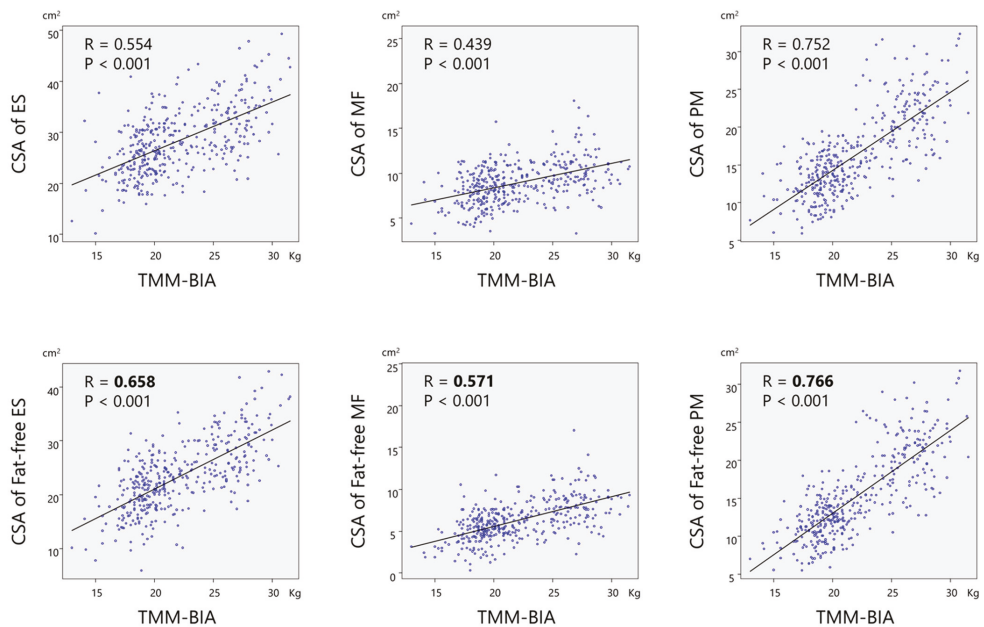 cm²
50
40
30
20
10
15
20
25
30
Kg
R = 0.554
P < 0.001
CSA of ES
TMM-BIA
cm²
25
20
15
10
5
15
20
25
30
Kg
R = 0.439
P < 0.001
CSA of MF
TMM-BIA
cm²
30
25
20
15
10
5
15
20
25
30
Kg
R = 0.752
P < 0.001
CSA of PM
TMM-BIA
cm²
40
30
20
10
15
20
25
30
Kg
R = 0.658
P < 0.001
CSA of Fat-free ES
TMM-BIA
cm²
25
20
15
10
5
0
15
20
25
30
Kg
R = 0.571
P < 0.001
CSA of Fat-free MF
TMM-BIA
cm²
30
25
20
15
10
5
15
20
25
30
Kg
R = 0.766
P < 0.001
CSA of Fat-free PM
TMM-BIA